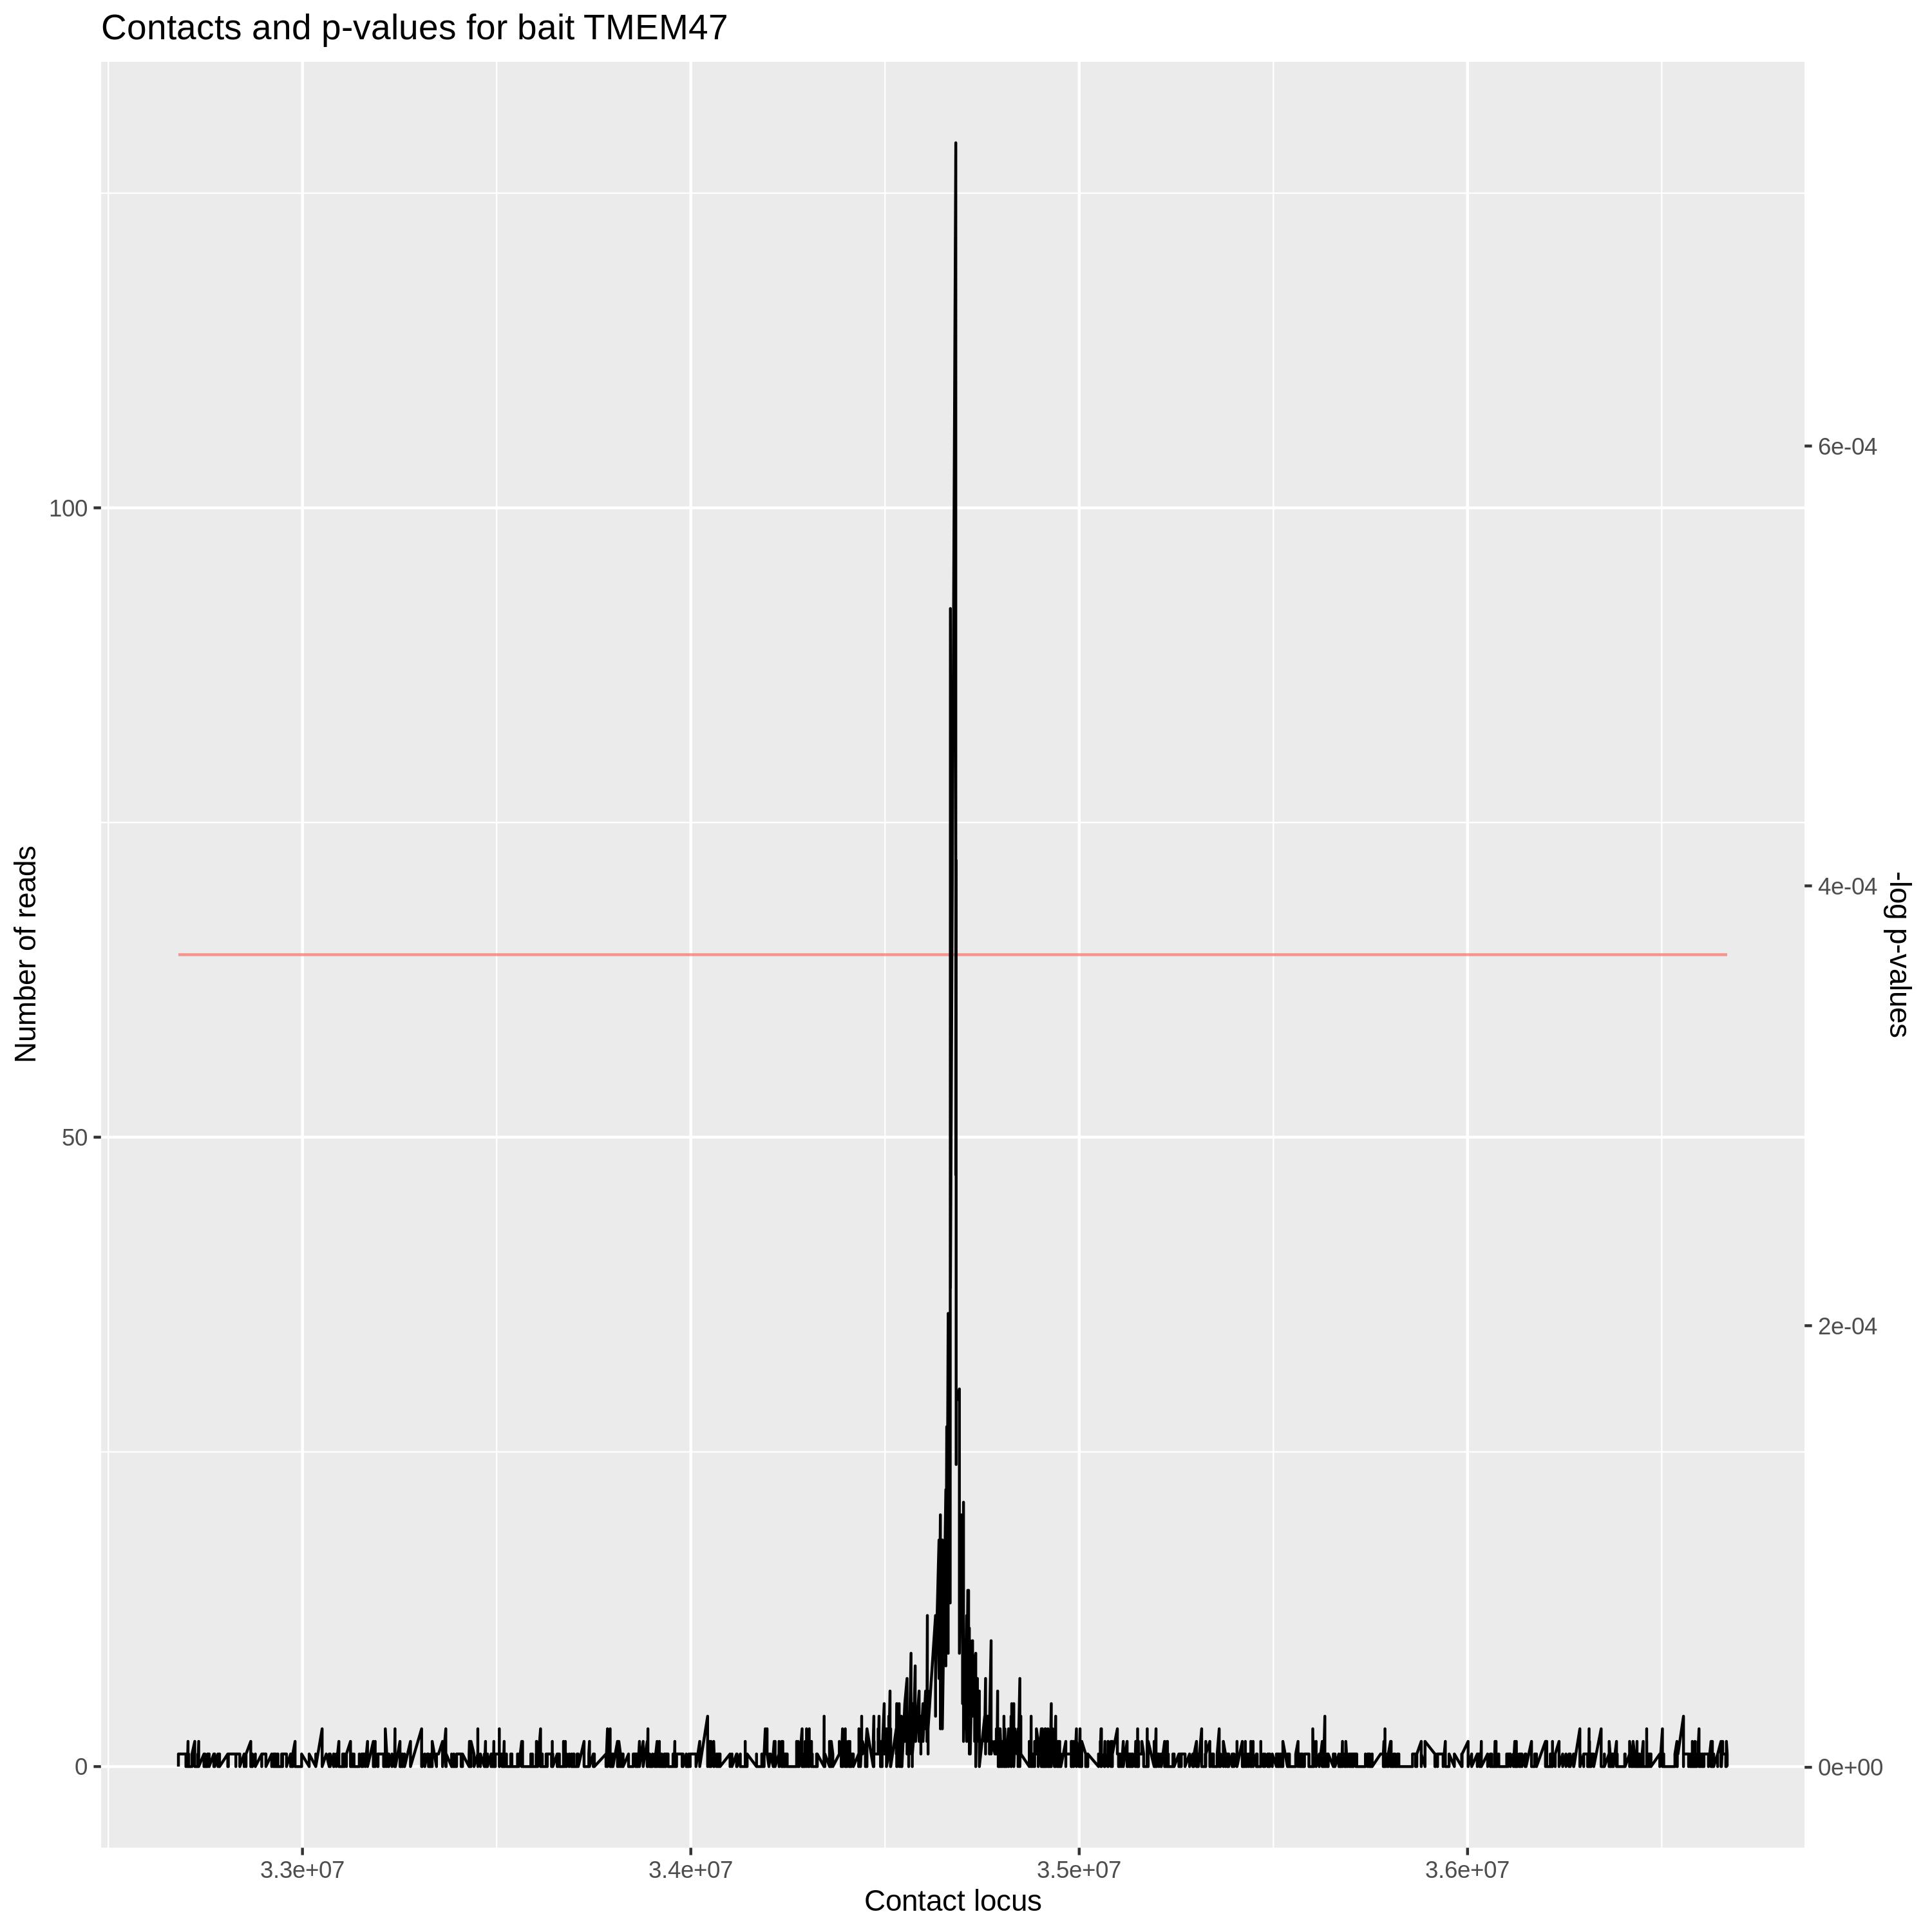 Contacts and p-values for bait TMEM47
Number of reads
100
50
0
6e-04
4e-04
2e-04
0e+00
-log p-values
3.3e+07
3.4e+07
3.5e+07
3.6e+07
Contact locus